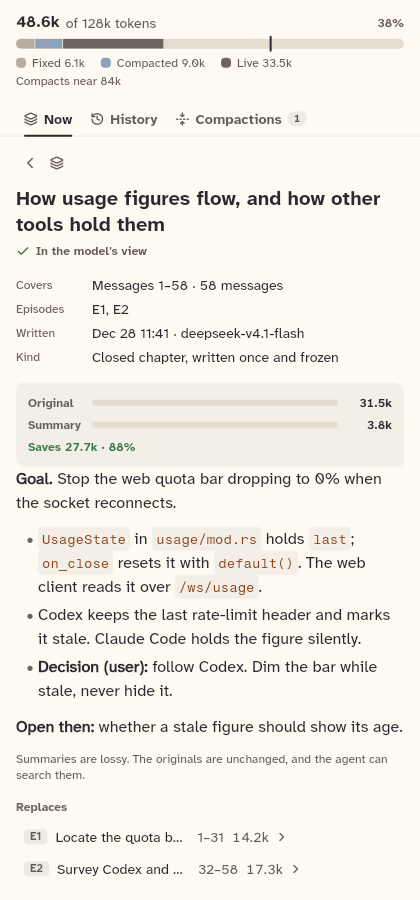 48.6k of 128k tokens 38%
Fixed 6.1k Compacted 9.0k Live 33.5k
Compacts near 84k
Now History Compactions 1
How usage figures flow, and how other
tools hold them
In the model's view
Covers Messages 1–58 · 58 messages
Episodes E1, E2
Written Dec 28 11:41 · deepseek-v4.1-flash
Kind Closed chapter, written once and frozen
Original 31.5k
Summary 3.8k
Saves 27.7k · 88%
Goal. Stop the web quota bar dropping to 0% when
the socket reconnects.
• UsageState in usage/mod.rs holds last;
on_close resets it with default(). The web
client reads it over /ws/usage.
• Codex keeps the last rate-limit header and marks
it stale. Claude Code holds the figure silently.
• Decision (user): follow Codex. Dim the bar while
stale, never hide it.
Open then: whether a stale figure should show its age.
Summaries are lossy. The originals are unchanged, and the agent can
search them.
Replaces
E1 Locate the quota b... 1–31 14.2k
E2 Survey Codex and ... 32–58 17.3k